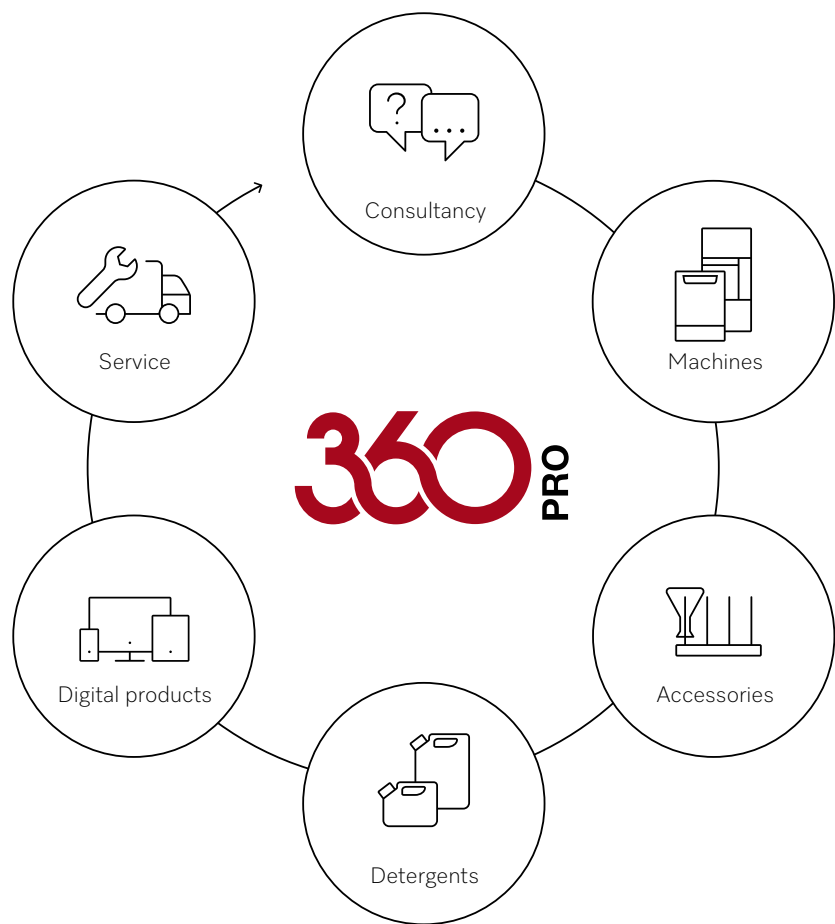 ?
...
Consultancy
Machines
Service
360
PRO
Accessories
Digital products
Detergents